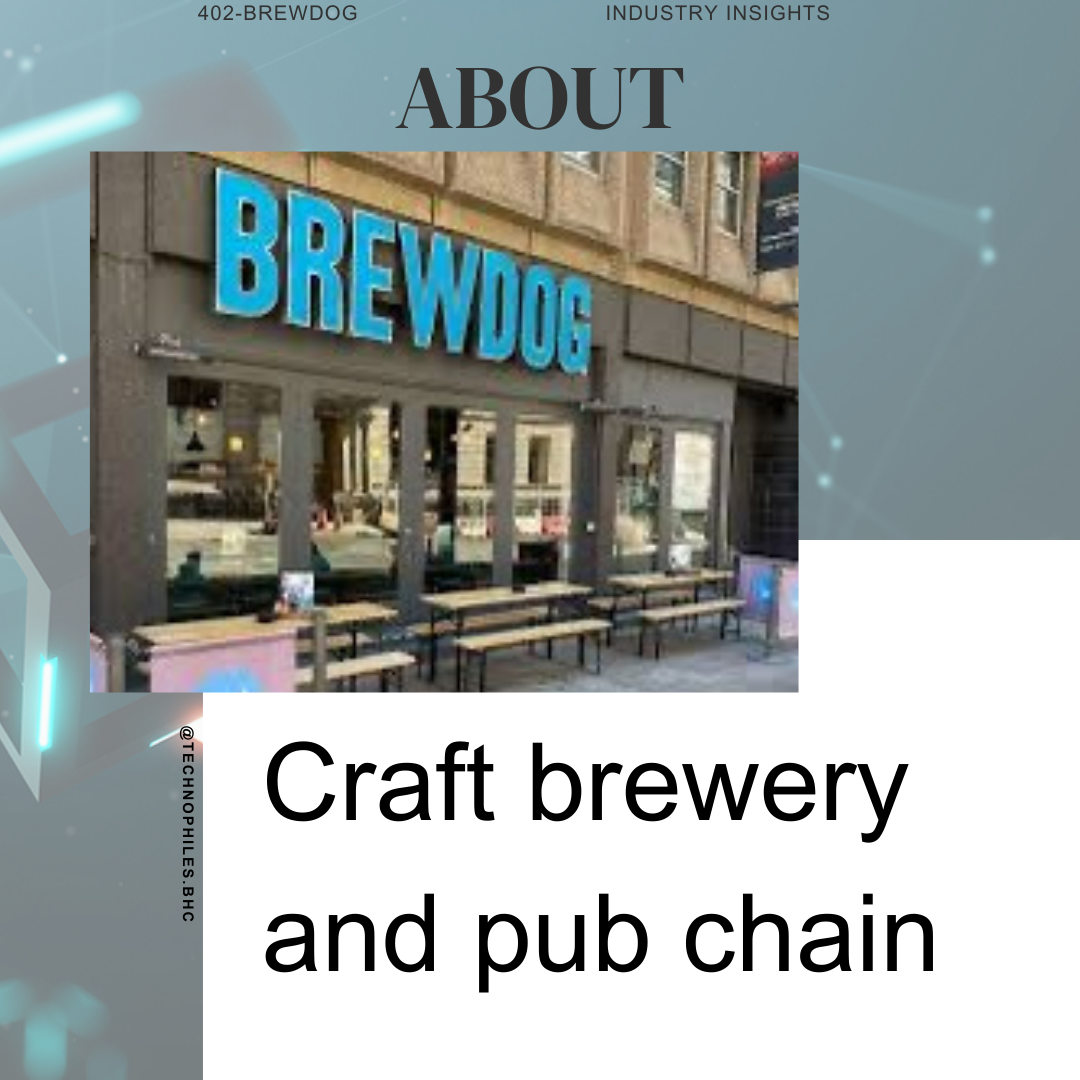 402-BREWDOG
INDUSTRY INSIGHTS
ABOUT
BREWDOG
@TECHNOPHILES.BHC
Craft brewery
and pub chain